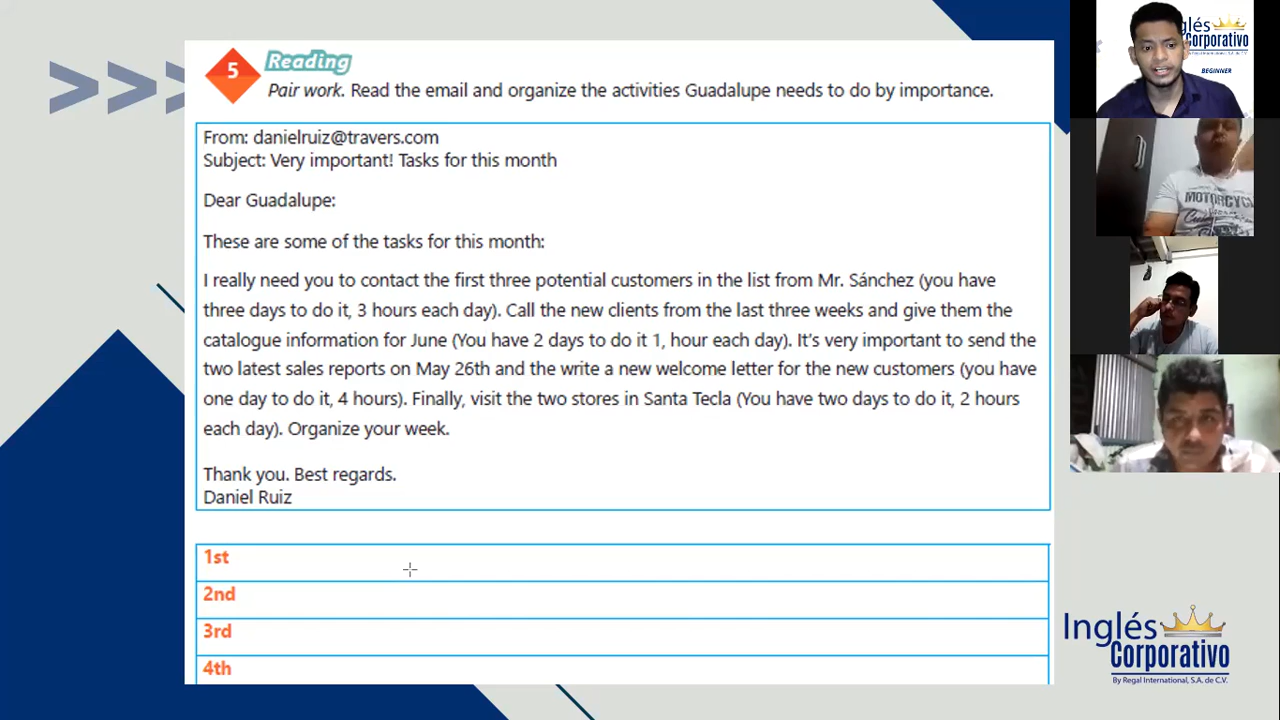 5
Reading
Pair work. Read the email and organize the activities Guadalupe needs to do by importance.
From: danielruiz@travers.com
Subject: Very important! Tasks for this month
Dear Guadalupe:
These are some of the tasks for this month:
I really need you to contact the first three potential customers in the list from Mr. Sánchez (you have
three days to do it, 3 hours each day). Call the new clients from the last three weeks and give them the
catalogue information for June (You have 2 days to do it 1, hour each day). It's very important to send the
two latest sales reports on May 26th and the write a new welcome letter for the new customers (you have
one day to do it, 4 hours). Finally, visit the two stores in Santa Tecla (You have two days to do it, 2 hours
each day). Organize your week.
Thank you. Best regards.
Daniel Ruiz
1st
2nd
3rd
4th
Inglés
Corporativo
BEGINNER
MOTORCYCL
Inglés
Corporativo
By Regal International, S.A. de C.V.